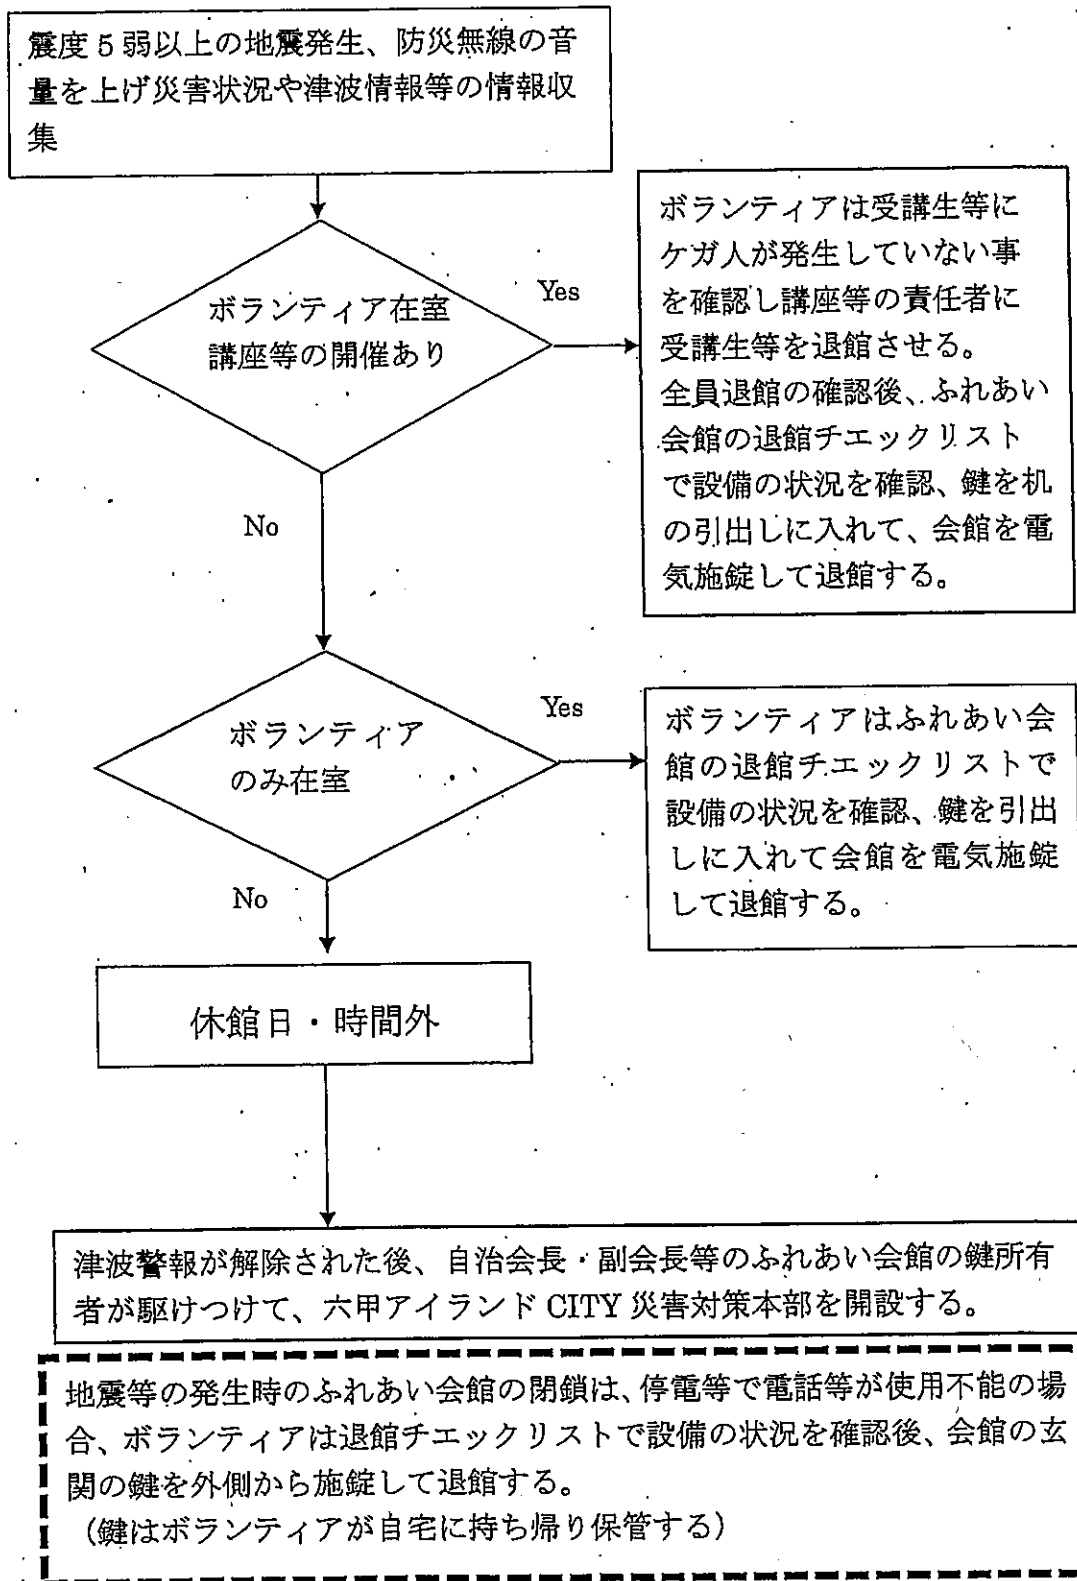 震度5弱以上の地震発生、防災無線の音
量を上げ災害状況や津波情報等の情報収
集
ボランティア在室
講座等の開催あり
Yes
ボランティアは受講生等に
ケガ人が発生していない事
を確認し講座等の責任者に
受講生等を退館させる。
全員退館の確認後、ふれあい
会館の退館チエックリスト
で設備の状況を確認、鍵を机
の引出しに入れて、会館を電
気施錠して退館する。
No
ボランティア
のみ在室
Yes
ボランティアはふれあい会
館の退館チエックリストで
設備の状況を確認、鍵を引出
しに入れて会館を電気施錠
して退館する。
No
休館日・時間外
津波警報が解除された後、自治会長・副会長等のふれあい会館の鍵所有
者が駆けつけて、六甲アイランド CITY 災害対策本部を開設する。
地震等の発生時のふれあい会館の閉鎖は、停電等で電話等が使用不能の場
合、ボランティアは退館チエックリストで設備の状況を確認後、会館の玄
関の鍵を外側から施錠して退館する。
（鍵はボランティアが自宅に持ち帰り保管する）